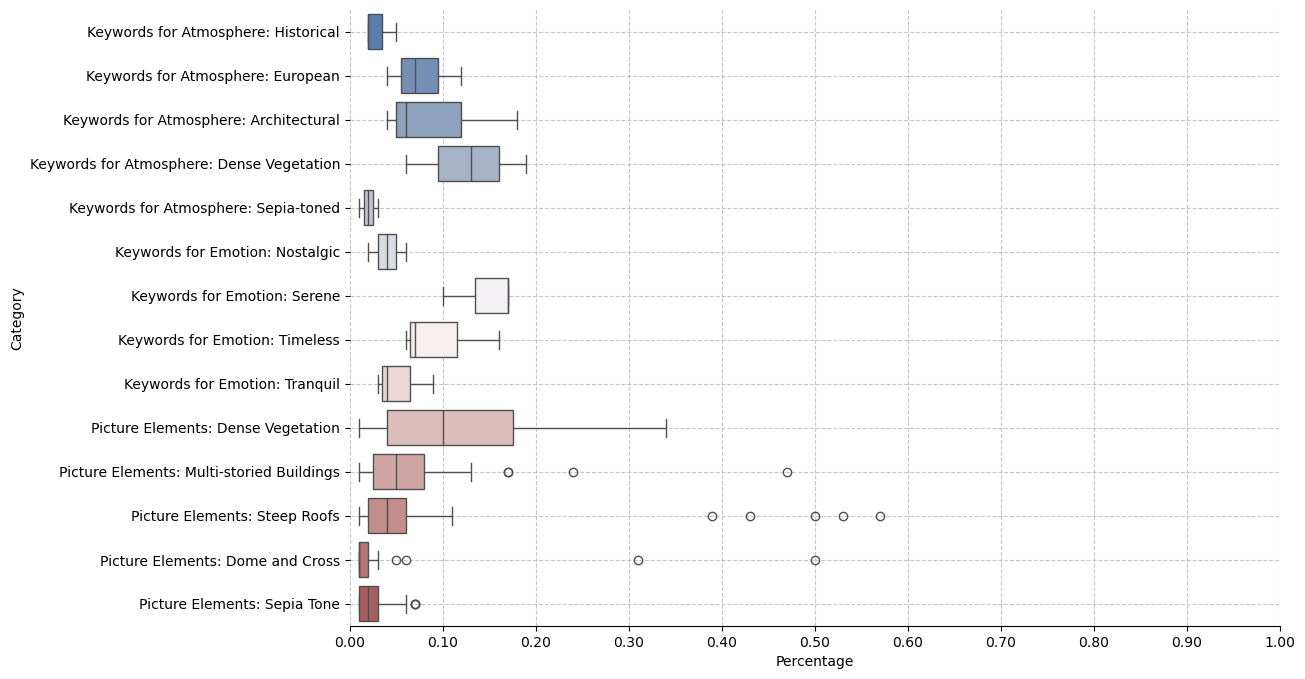 Keywords for Atmosphere: Historical
Keywords for Atmosphere: European
Keywords for Atmosphere: Architectural
Keywords for Atmosphere: Dense Vegetation
Keywords for Atmosphere: Sepia-toned
Keywords for Emotion: Nostalgic
Keywords for Emotion: Serene
Keywords for Emotion: Timeless
Keywords for Emotion: Tranquil
Picture Elements: Dense Vegetation
Picture Elements: Multi-storied Buildings
Picture Elements: Steep Roofs
Picture Elements: Dome and Cross
Picture Elements: Sepia Tone
Category
0.00 0.10 0.20 0.30 0.40 0.50 0.60 0.70 0.80 0.90 1.00
Percentage